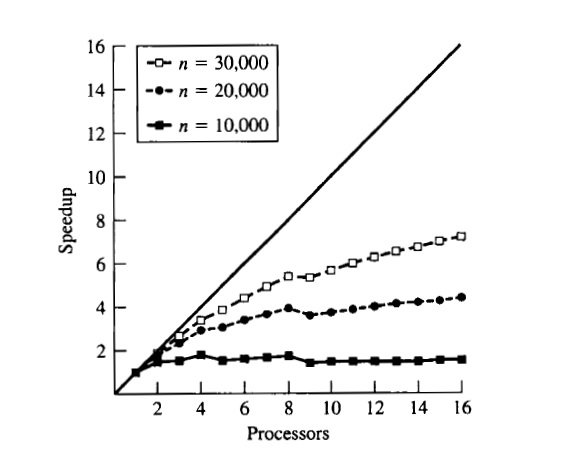 16
14
12
10
8
6
4
2
Speedup
n = 30,000
n = 20,000
n = 10,000
2 4 6 8 10 12 14 16
Processors